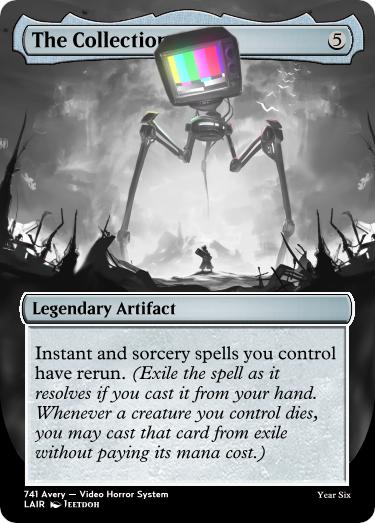 The Collection
5
Legendary Artifact
Instant and sorcery spells you control
have rerun. (Exile the spell as it
resolves if you cast it from your hand.
Whenever a creature you control dies,
you may cast that card from exile
without paying its mana cost.)
741 Avery — Video Horror System
Year Six
LAIR JEETDOH